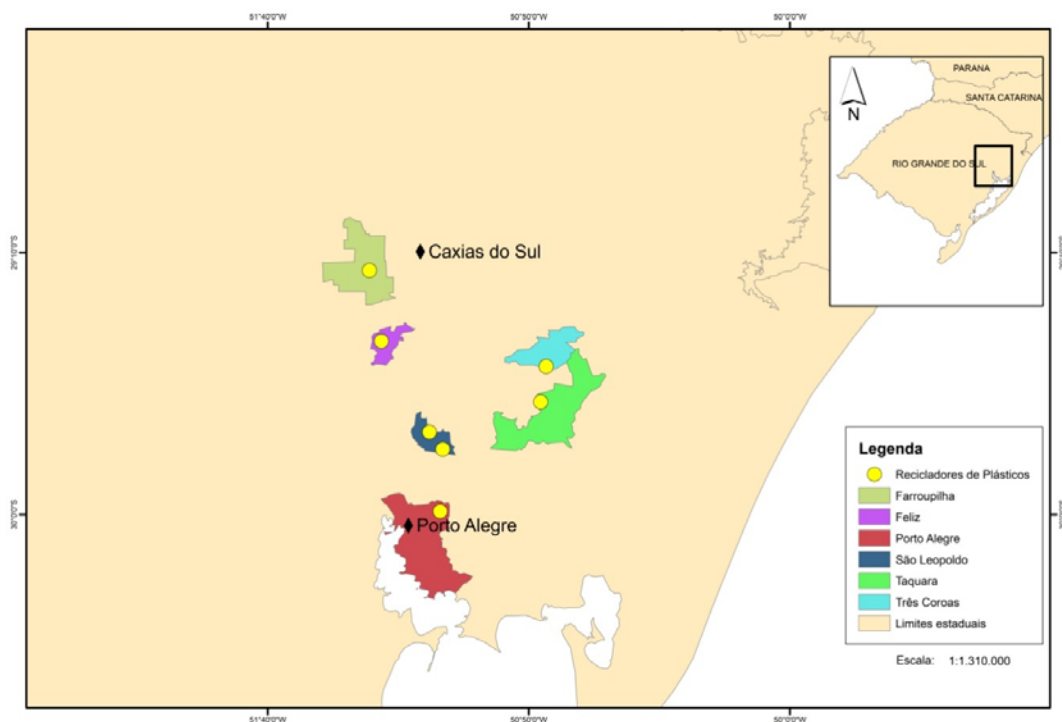 51°40'0"W
50°50'0"W
50°0'0"W
PARANA
SANTA CATARINA
N
RIO GRANDE DO SUL
29°10'0"S
Caxias do Sul
Legenda
Recicladores de Plásticos
Farroupilha
Feliz
Porto Alegre
São Leopoldo
Taquara
Três Coroas
Limites estaduais
30°0'0"S
Porto Alegre
Escala: 1:1.310.000
51°40'0"W
50°50'0"W
50°0'0"W